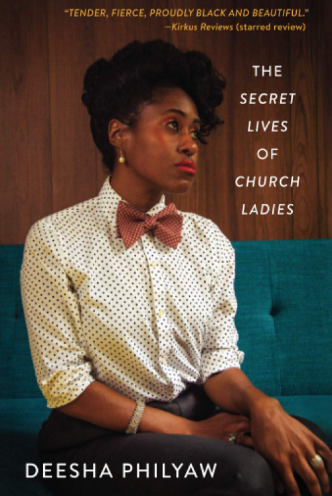 “TENDER, FIERCE, PROUDLY BLACK AND BEAUTIFUL.”
—Kirkus Reviews (starred review)
THE
SECRET
LIVES
OF
CHURCH
LADIES
DEESHA PHILYAW